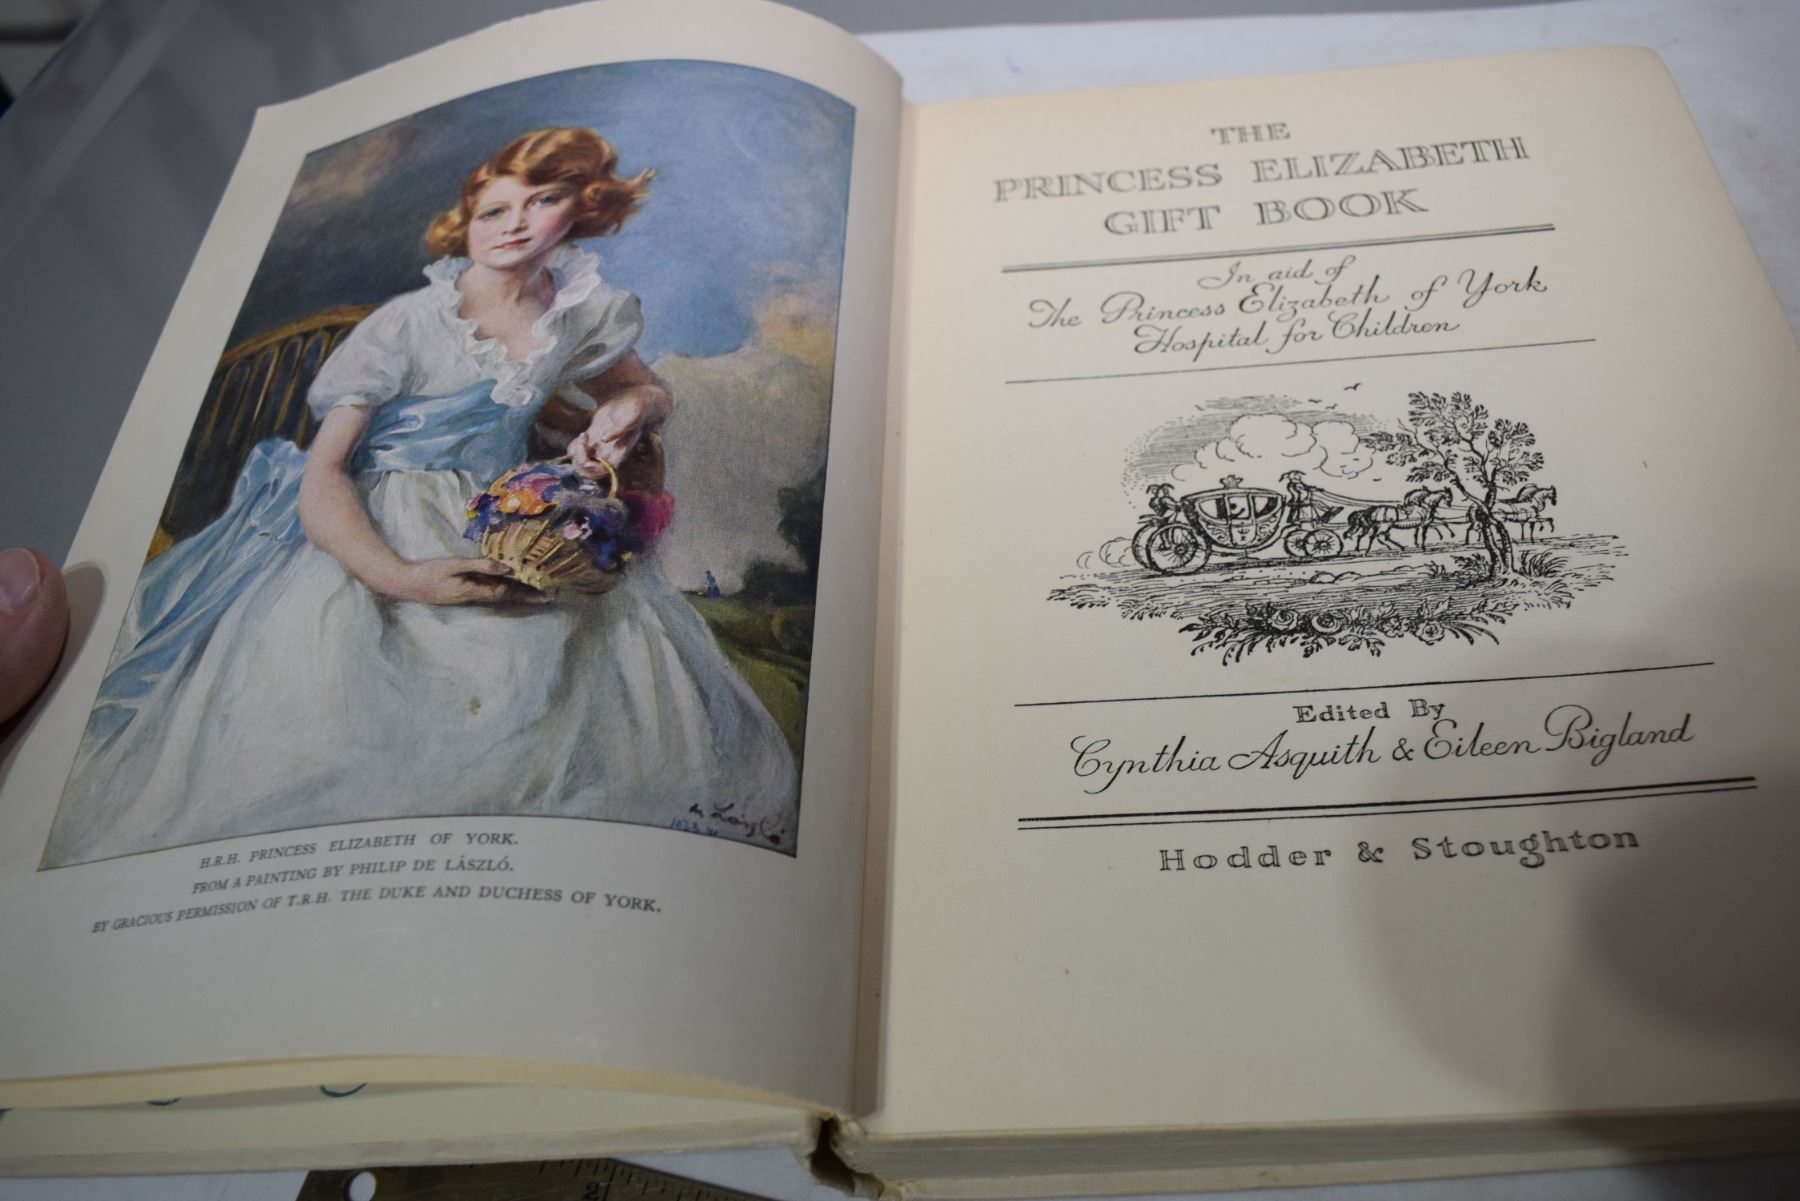 H.R.H. PRINCESS ELIZABETH OF YORK.
FROM A PAINTING BY PHILIP DE LÁSZLÓ.
BY GRACIOUS PERMISSION OF T.R.H. THE DUKE AND DUCHESS OF YORK.
THE
PRINCESS ELIZABETH
GIFT BOOK
In aid of
The Princess Elizabeth of York
Hospital for Children
Edited By
Cynthia Asquith & Eileen Bigland
Hodder & Stoughton
2